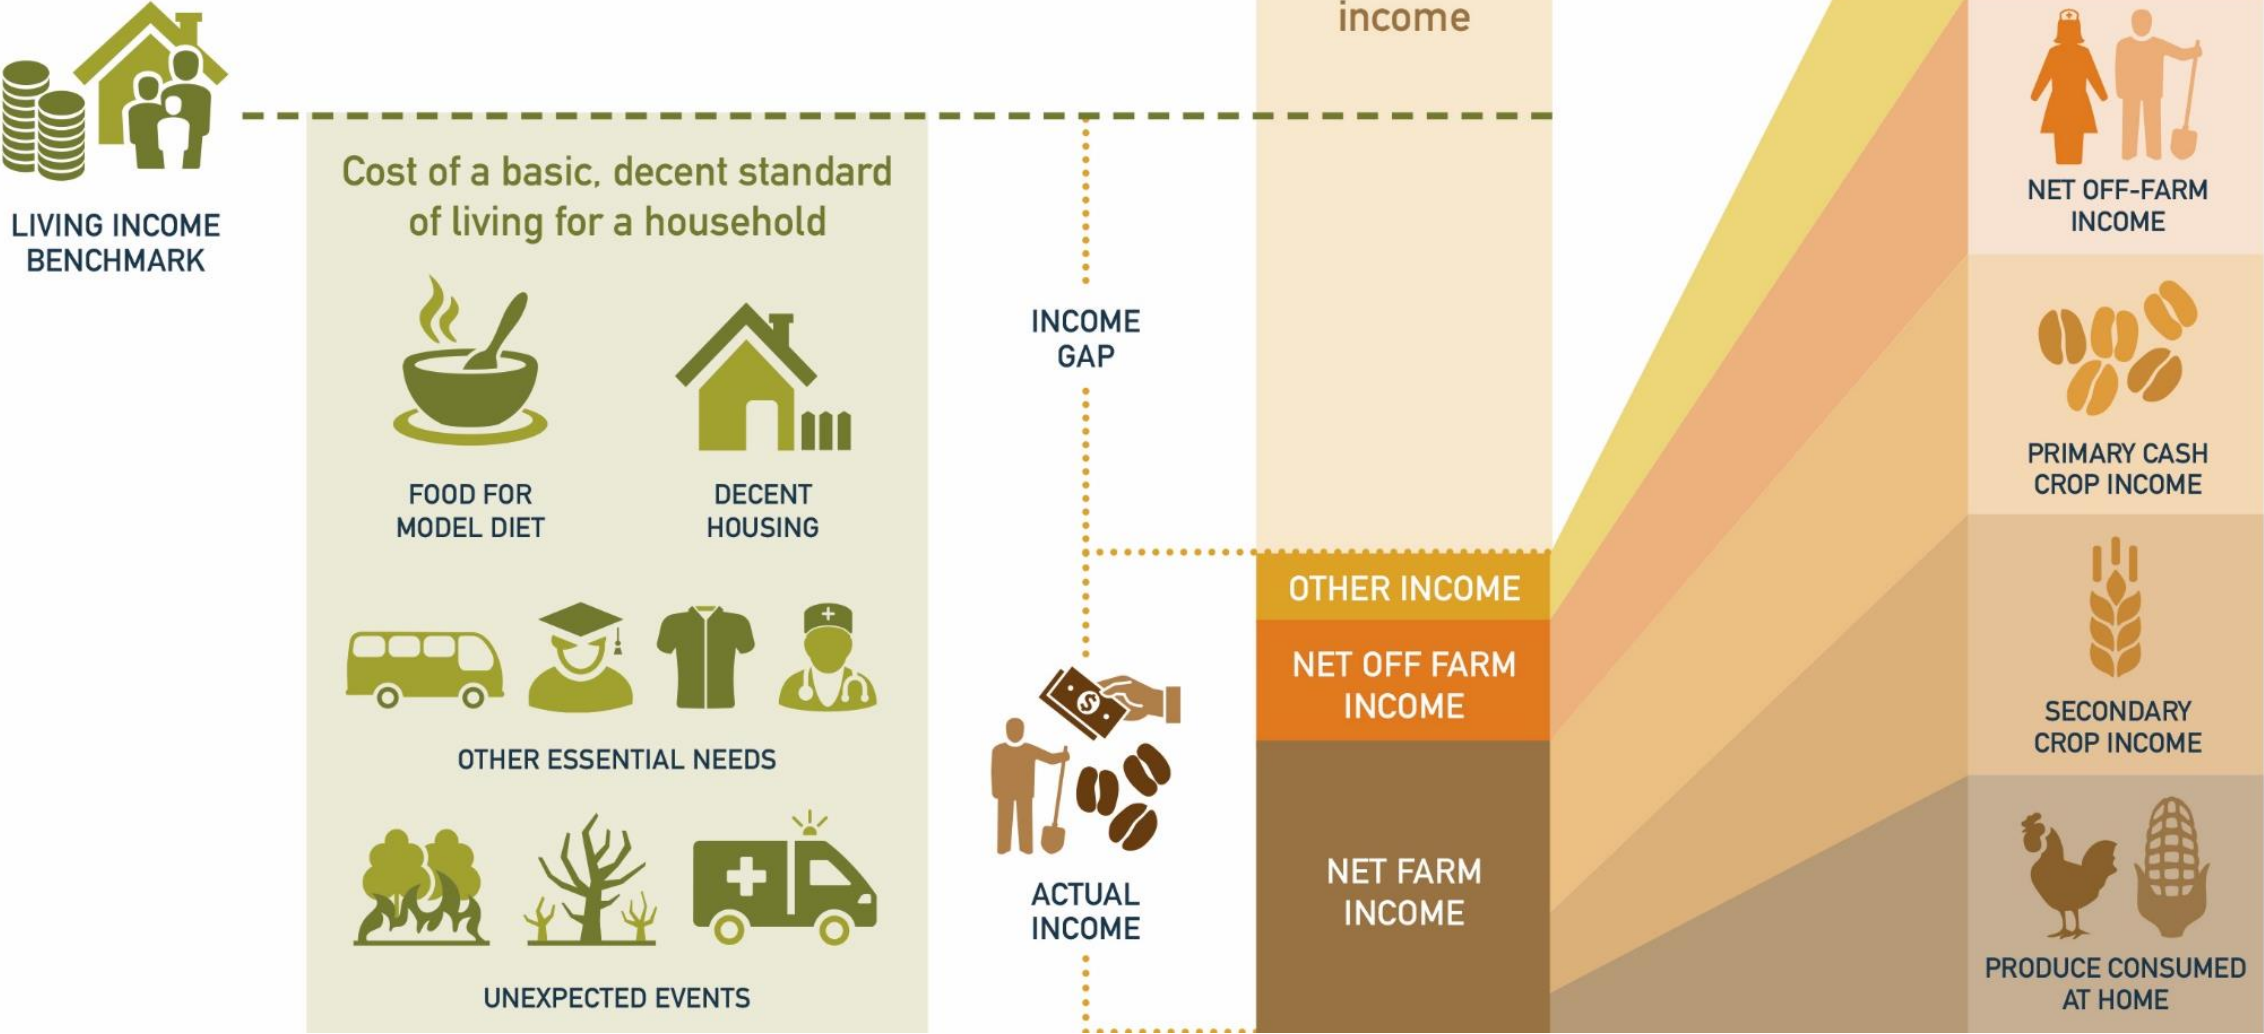 LIVING INCOME
BENCHMARK
Cost of a basic, decent standard
of living for a household
FOOD FOR
MODEL DIET
DECENT
HOUSING
OTHER ESSENTIAL NEEDS
UNEXPECTED EVENTS
INCOME
GAP
ACTUAL
INCOME
income
OTHER INCOME
NET OFF FARM
INCOME
NET FARM
INCOME
NET OFF-FARM
INCOME
PRIMARY CASH
CROP INCOME
SECONDARY
CROP INCOME
PRODUCE CONSUMED
AT HOME